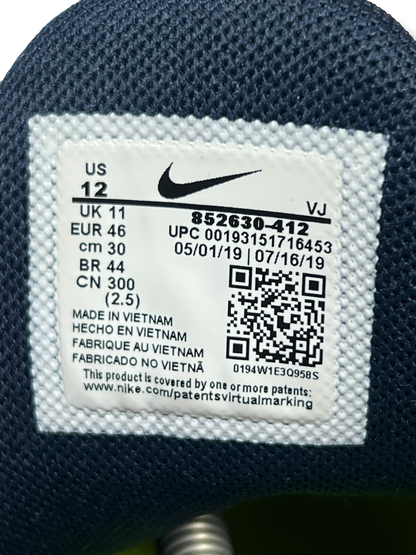 US
12
VJ
UK 11
852630-412
EUR 46
UPC 00193151716453
cm 30
05/01/19 | 07/16/19
BR 44
CN 300
(2.5)
MADE IN VIETNAM
HECHO EN VIETNAM
FABRIQUE AU VIETNAM
FABRICADO NO VIETNÃ
0194W1E3Q958S
This product is covered by one or more patents:
www.nike.com/patentsvirtualmarking